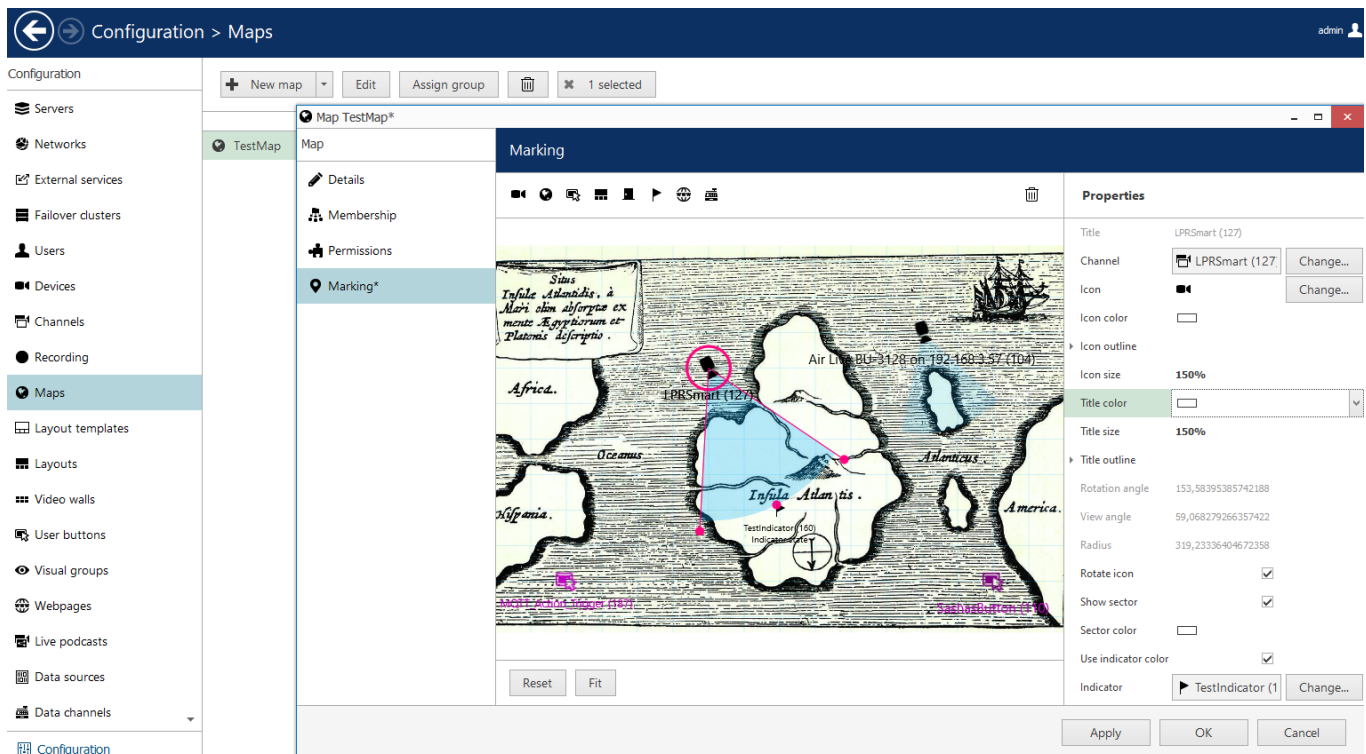 Configuration > Maps
admin
Configuration
Servers
Networks
External services
Failover clusters
Users
Devices
Channels
Recording
Maps
Layout templates
Layouts
Video walls
User buttons
Visual groups
Webpages
Live podcasts
Data sources
Data channels
Configuration
New map
Edit
Assign group
1 selected
TestMap
Map TestMap*
Map
Details
Membership
Permissions
Marking*
Marking
Situs
Insulæ Atlantidis, à
Mari olim absorptæ ex
mente Ægyptiorum et
Platonis descriptio.
Africa.
Air Live BU-3128 on 192.168.3.57 (104)
LPRSmart (127)
Oceanus
Atlanticus
Insula Atlantis.
Hispania.
America.
TestIndicator (160)
Indicator state
MQTT_Action_Trigger (187)
SashasButton (110)
Reset
Fit
Properties
Title LPRSmart (127)
Channel LPRSmart (127 Change...
Icon Change...
Icon color
Icon outline
Icon size 150%
Title color
Title size 150%
Title outline
Rotation angle 153,58395385742188
View angle 59,068279266357422
Radius 319,23336404672358
Rotate icon
Show sector
Sector color
Use indicator color
Indicator TestIndicator (1 Change...
Apply
OK
Cancel